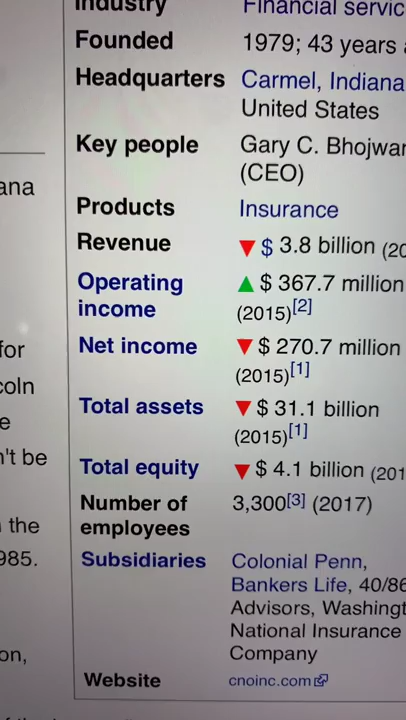 Industry Financial servic
Founded 1979; 43 years a
Headquarters Carmel, Indiana
United States
Key people Gary C. Bhojwan
(CEO)
Products Insurance
Revenue ▼ $ 3.8 billion (20
Operating income ▲ $ 367.7 million
(2015)[2]
Net income ▼ $ 270.7 million
(2015)[1]
Total assets ▼ $ 31.1 billion
(2015)[1]
Total equity ▼ $ 4.1 billion (201
Number of employees 3,300[3] (2017)
Subsidiaries Colonial Penn,
Bankers Life, 40/86
Advisors, Washingt
National Insurance
Company
Website cnoinc.com
ana
for
coln
e
n't be
the
985.
on,